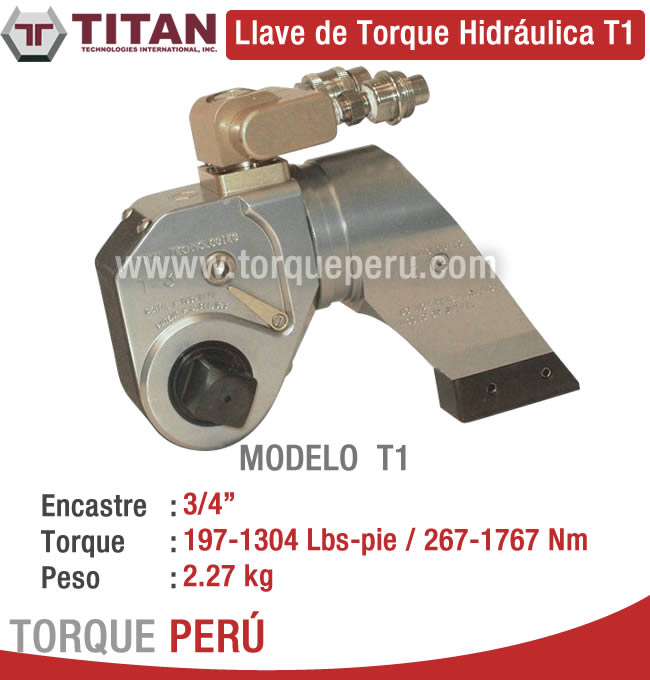 TITAN
TECHNOLOGIES INTERNATIONAL, INC.
Llave de Torque Hidráulica T1
TECHNOLOGIES
www.torqueperu.com
MODELO T1
Encastre : 3/4”
Torque : 197-1304 Lbs-pie / 267-1767 Nm
Peso : 2.27 kg
TORQUE PERÚ